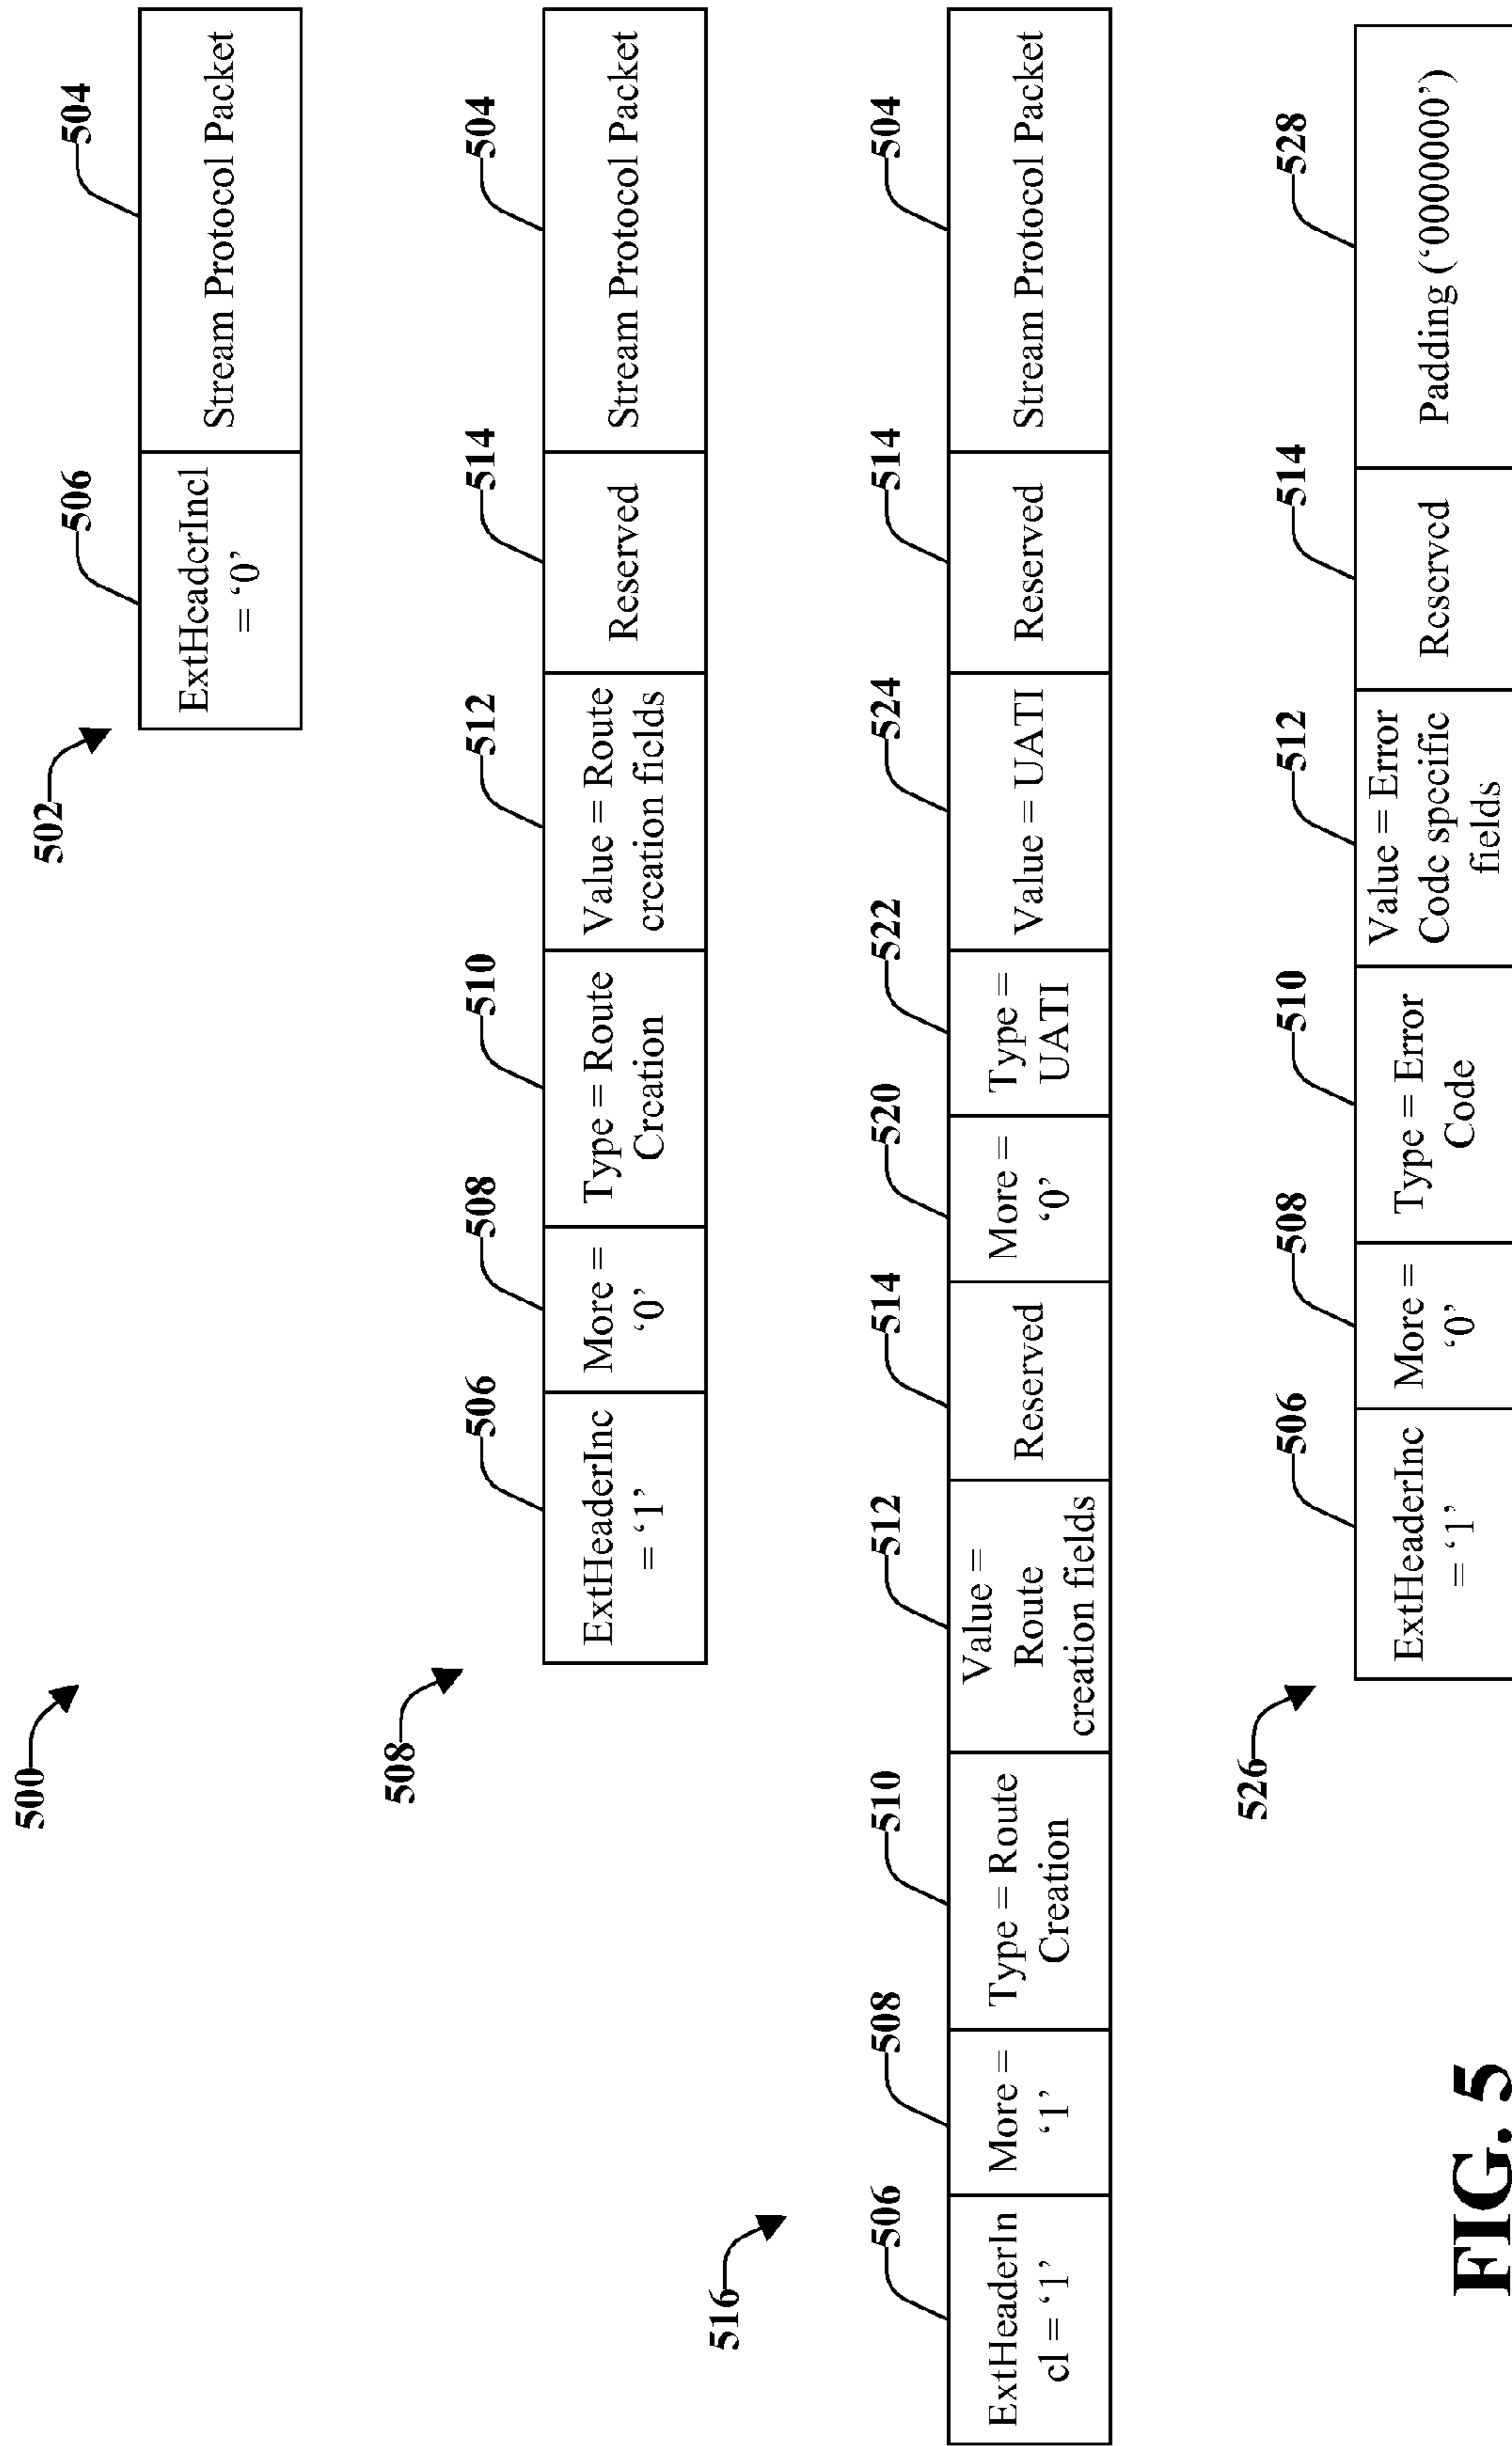 500
502
506
504
ExtHeaderIncl
= ‘0’
Stream Protocol Packet
508
506
508
510
512
514
504
ExtHeaderInc
= ‘1’
More =
‘0’
Type = Route
Creation
Value = Route
creation fields
Reserved
Stream Protocol Packet
516
506
508
510
512
514
520
522
524
514
504
ExtHeaderIn
cl = ‘1’
More =
‘1’
Type = Route
Creation
Value =
Route
creation fields
Reserved
More =
‘0’
Type =
UATI
Value = UATI
Reserved
Stream Protocol Packet
526
506
508
510
512
514
528
ExtHeaderInc
= ‘1’
More =
‘0’
Type = Error
Code
Value = Error
Code specific
fields
Reserved
Padding (‘0000000’)
FIG. 5